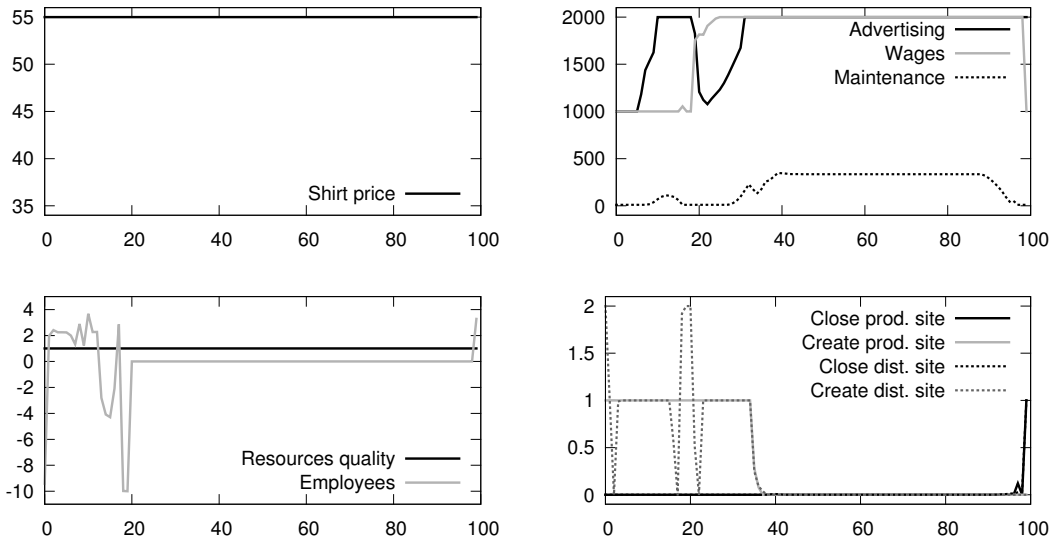 55
50
45
40
35
Shirt price
0 20 40 60 80 100
2000
1500
1000
500
0
Advertising
Wages
Maintenance
0 20 40 60 80 100
4
2
0
-2
-4
-6
-8
-10
Resources quality
Employees
0 20 40 60 80 100
2
1.5
1
0.5
0
Close prod. site
Create prod. site
Close dist. site
Create dist. site
0 20 40 60 80 100